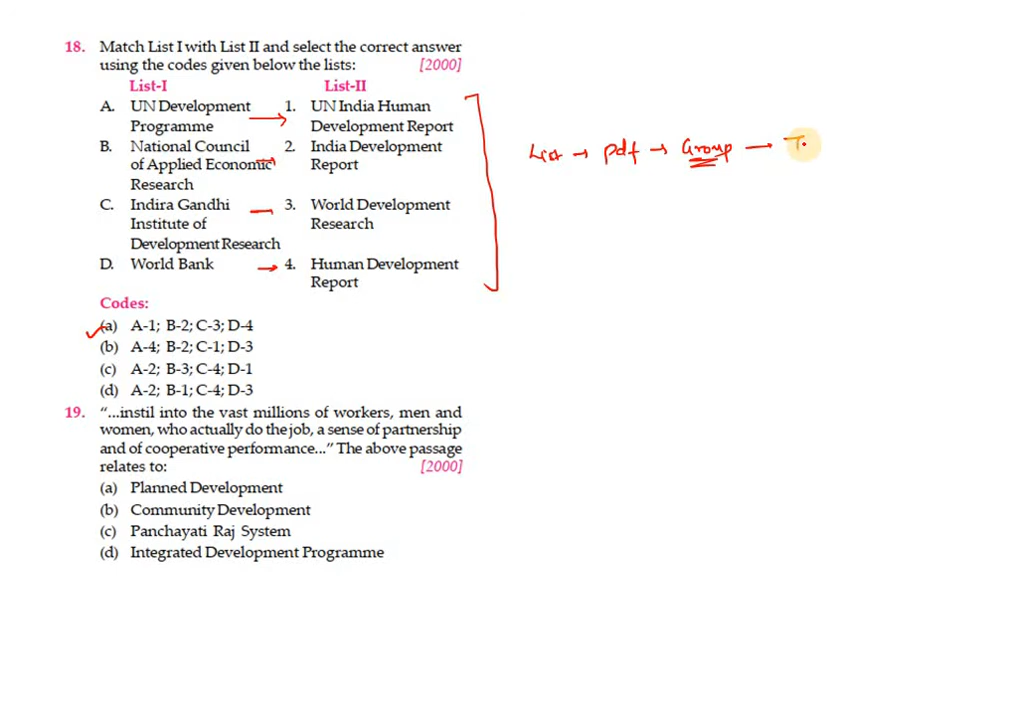 18. Match List I with List II and select the correct answer
using the codes given below the lists: [2000]
List-I List-II
A. UN Development 1. UN India Human
Programme Development Report
B. National Council 2. India Development
of Applied Economic Report
Research
C. Indira Gandhi 3. World Development
Institute of Research
Development Research
D. World Bank 4. Human Development
Report
Codes:
(a) A-1; B-2; C-3; D-4
(b) A-4; B-2; C-1; D-3
(c) A-2; B-3; C-4; D-1
(d) A-2; B-1; C-4; D-3
19. “...instil into the vast millions of workers, men and
women, who actually do the job, a sense of partnership
and of cooperative performance...” The above passage
relates to: [2000]
(a) Planned Development
(b) Community Development
(c) Panchayati Raj System
(d) Integrated Development Programme
List → pdf → Group → T